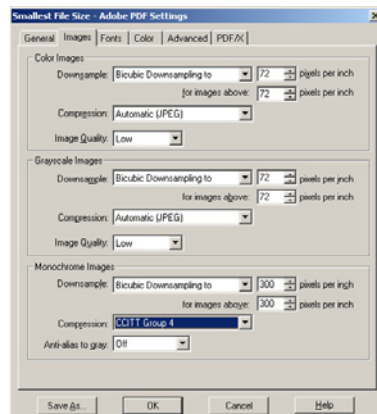 Smallest File Size - Adobe PDF Settings
General Images Fonts Color Advanced PDF/X
Color Images
Downsample: Bicubic Downsampling to 72 pixels per inch
for images above: 72 pixels per inch
Compression: Automatic (JPEG)
Image Quality: Low
Grayscale Images
Downsample: Bicubic Downsampling to 72 pixels per inch
for images above: 72 pixels per inch
Compression: Automatic (JPEG)
Image Quality: Low
Monochrome Images
Downsample: Bicubic Downsampling to 300 pixels per inch
for images above: 300 pixels per inch
Compression: CCITT Group 4
Anti-alias to gray: Off
Save As... OK Cancel Help